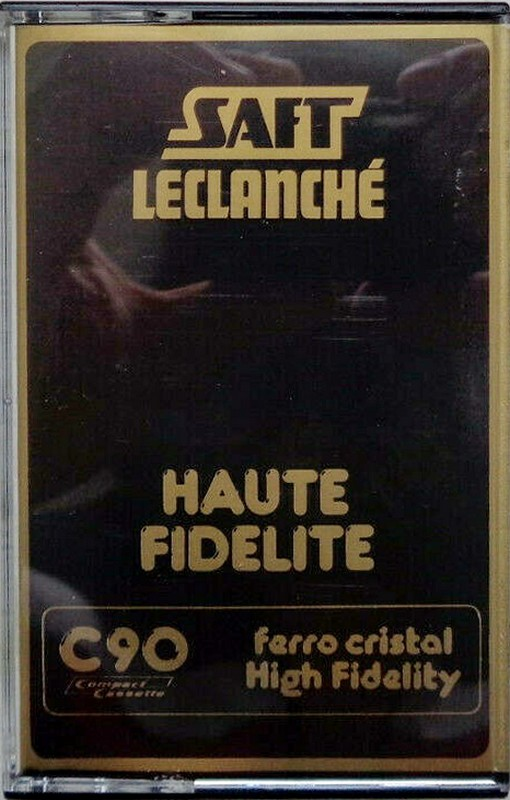 SAFT
LECLANCHÉ
HAUTE
FIDELITE
C90
Compact
Cassette
ferro cristal
High Fidelity